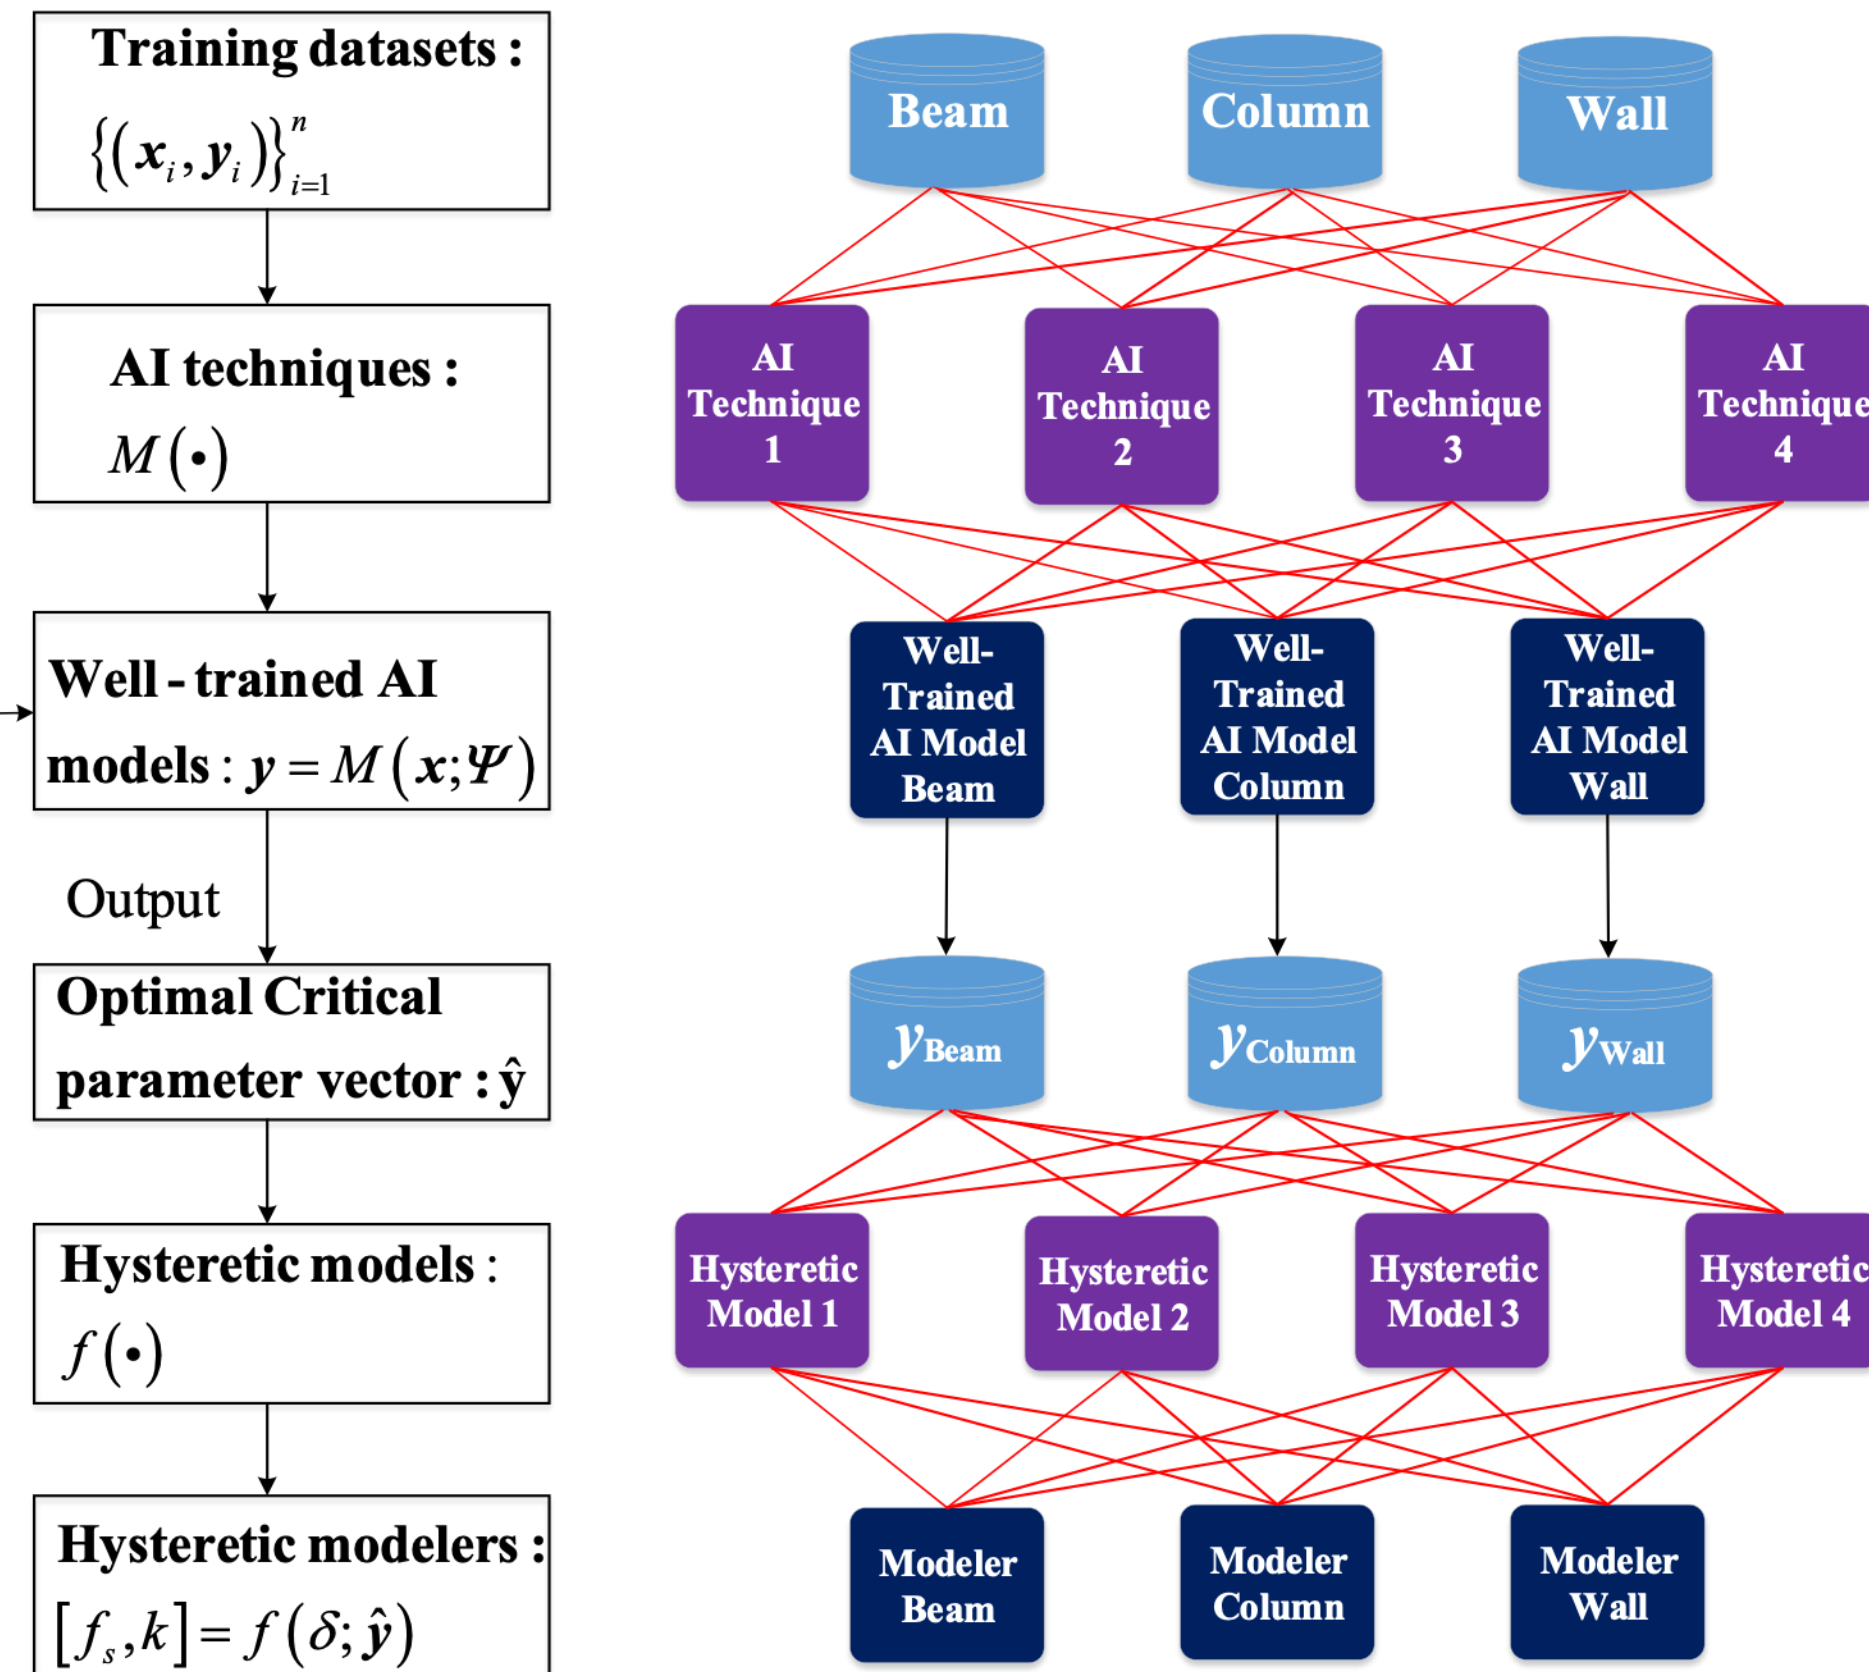 Training datasets :
{(x_i, y_i)}_{i=1}^n
AI techniques :
M(•)
Well - trained AI
models : y = M(x;Ψ)
Output
Optimal Critical
parameter vector : ŷ
Hysteretic models :
f(•)
Hysteretic modelers :
[f_s, k] = f(δ; ŷ)
Beam
Column
Wall
AI
Technique
1
AI
Technique
2
AI
Technique
3
AI
Technique
4
Well-
Trained
AI Model
Beam
Well-
Trained
AI Model
Column
Well-
Trained
AI Model
Wall
y_Beam
y_Column
y_Wall
Hysteretic
Model 1
Hysteretic
Model 2
Hysteretic
Model 3
Hysteretic
Model 4
Modeler
Beam
Modeler
Column
Modeler
Wall